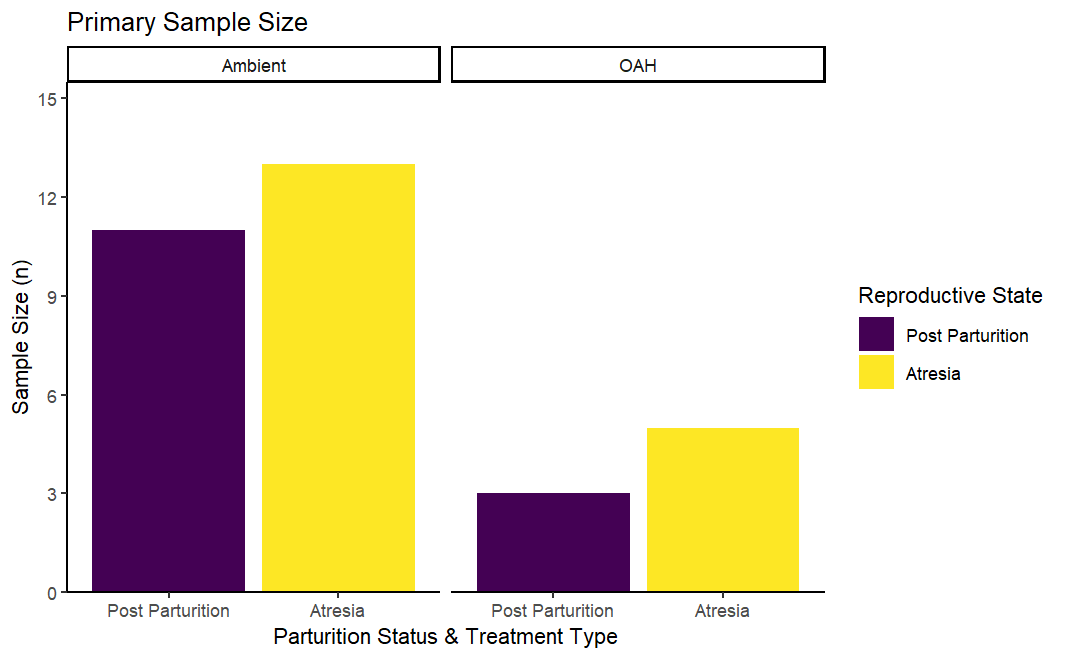 Primary Sample Size
Ambient
OAH
15
12
9
6
3
0
Sample Size (n)
Post Parturition
Atresia
Post Parturition
Atresia
Parturition Status & Treatment Type
Reproductive State
Post Parturition
Atresia